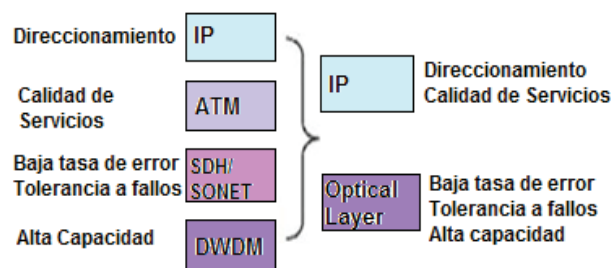 Direccionamiento
IP
Calidad de
Servicios
ATM
Baja tasa de error
Tolerancia a fallos
SDH/
SONET
Alta Capacidad
DWDM
IP
Direccionamiento
Calidad de Servicios
Optical
Layer
Baja tasa de error
Tolerancia a fallos
Alta capacidad